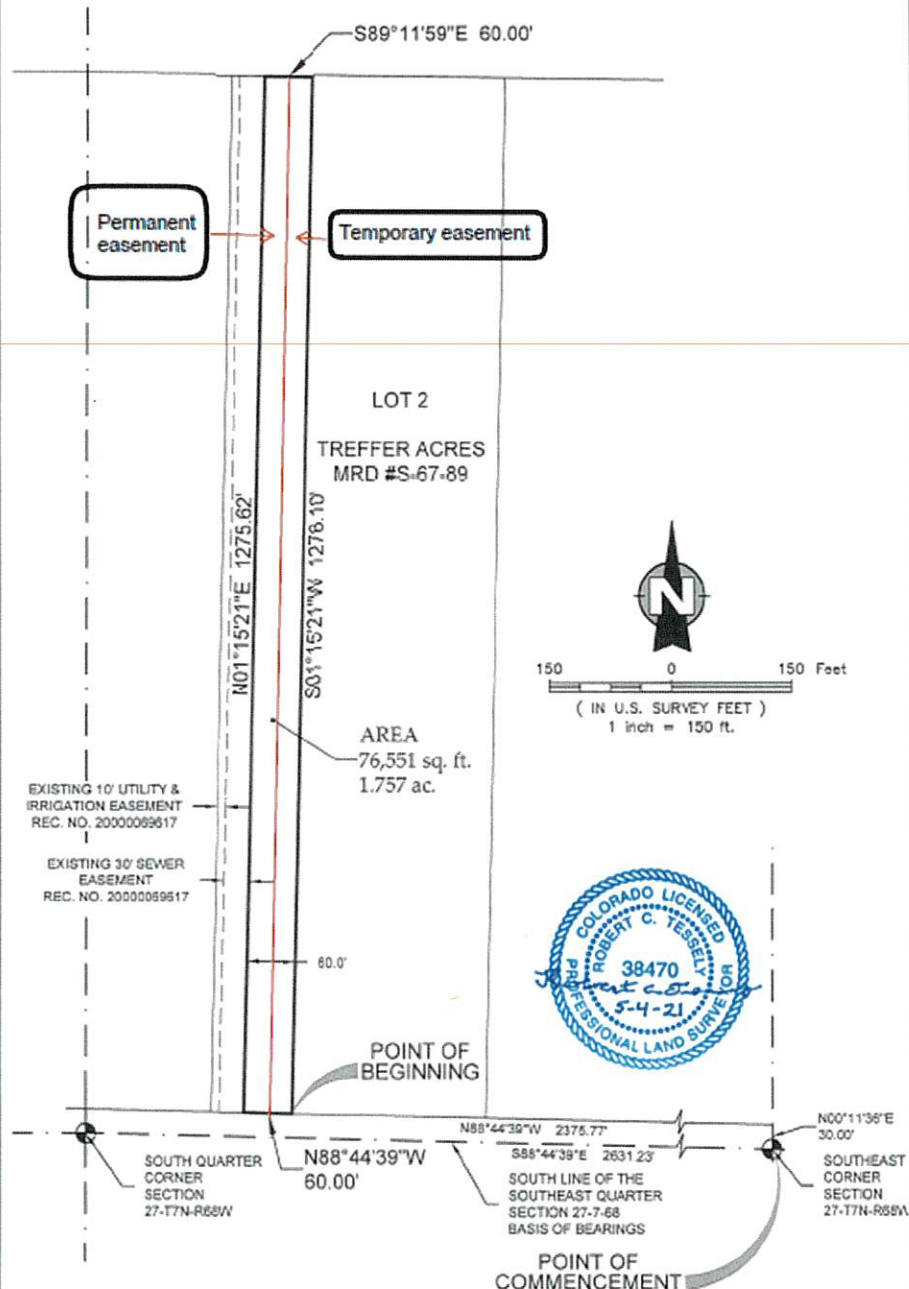 S89°11'59"E 60.00'
Permanent
easement
Temporary easement
LOT 2
TREFFER ACRES
MRD #S-67-89
N01°15'21"E 1275.62'
S01°15'21"W 1276.10'
N
150 0 150 Feet
( IN U.S. SURVEY FEET )
1 inch = 150 ft.
AREA
76,551 sq. ft.
1.757 ac.
EXISTING 10' UTILITY &
IRRIGATION EASEMENT
REC. NO. 20000069617
EXISTING 30' SEWER
EASEMENT
REC. NO. 20000069617
COLORADO LICENSED
ROBERT C. TESSELY
38470
5-4-21
PROFESSIONAL LAND SURVEYOR
60.0'
POINT OF
BEGINNING
N88°44'39"W 2375.77'
N00°11'36"E
30.00'
S88°44'39"E 2631.23'
SOUTH QUARTER
CORNER
SECTION
27-T7N-R68W
N88°44'39"W
60.00'
SOUTH LINE OF THE
SOUTHEAST QUARTER
SECTION 27-7-68
BASIS OF BEARINGS
SOUTHEAST
CORNER
SECTION
27-T7N-R68W
POINT OF
COMMENCEMENT